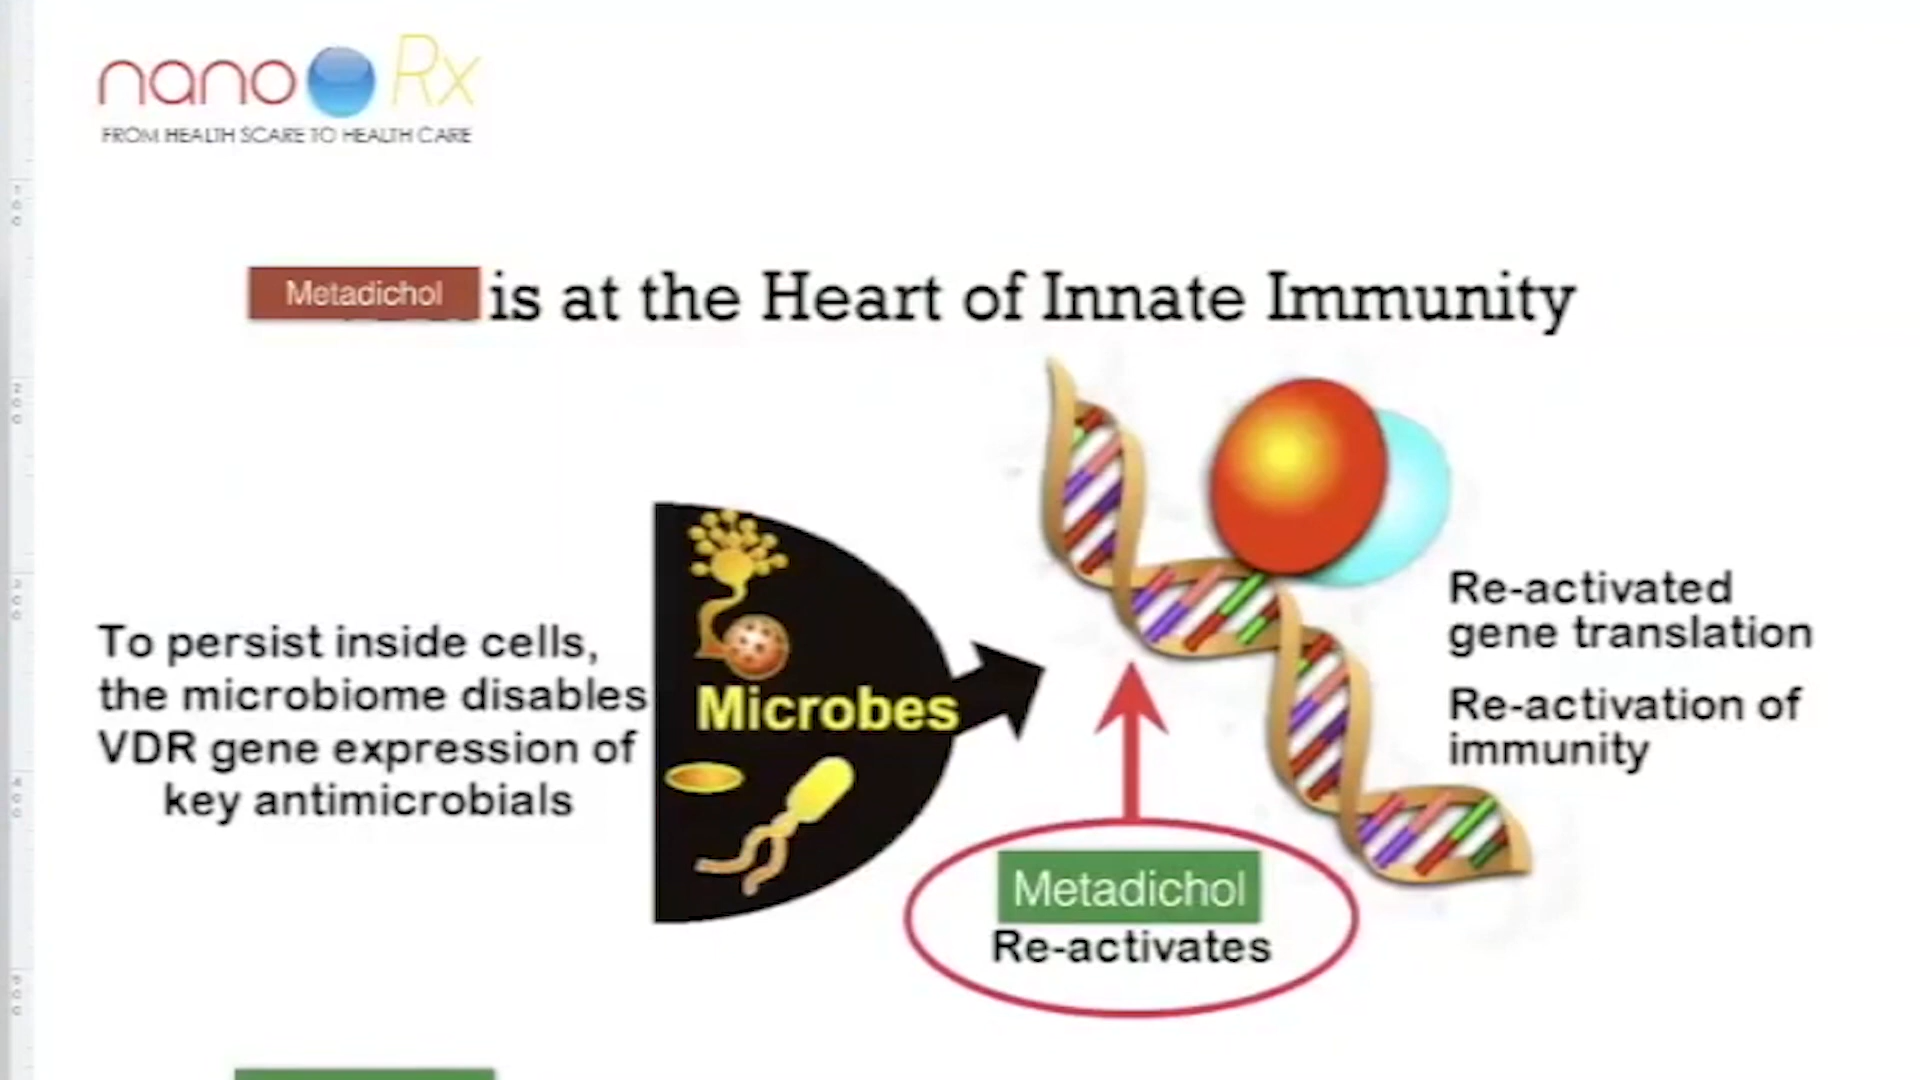 nano Rx
FROM HEALTH SCARE TO HEALTH CARE
Metadichol is at the Heart of Innate Immunity
To persist inside cells,
the microbiome disables
VDR gene expression of
key antimicrobials
Microbes
Re-activated
gene translation
Re-activation of
immunity
Metadichol
Re-activates